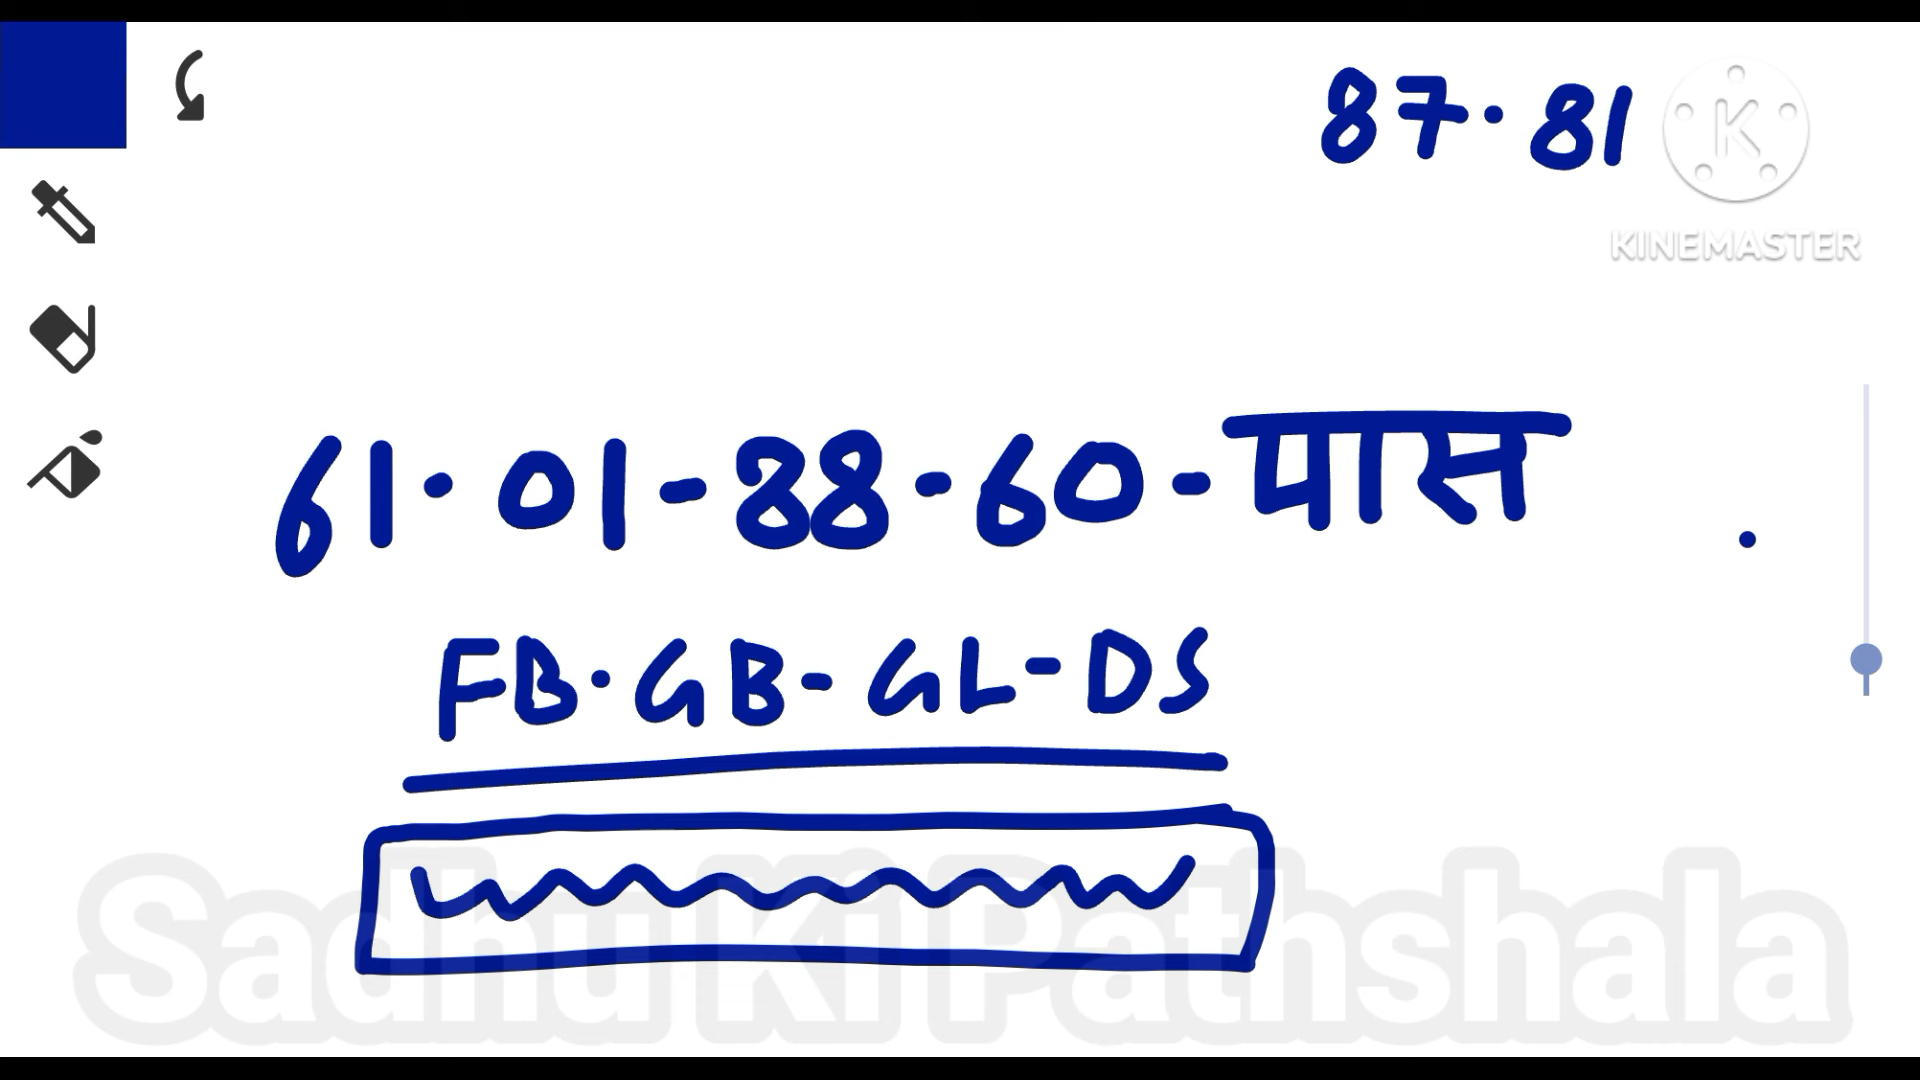 87·81
K
KINEMASTER
61·01-88-60-पास
FB·GB-GL-DS
Sadhu Ki Pathshala